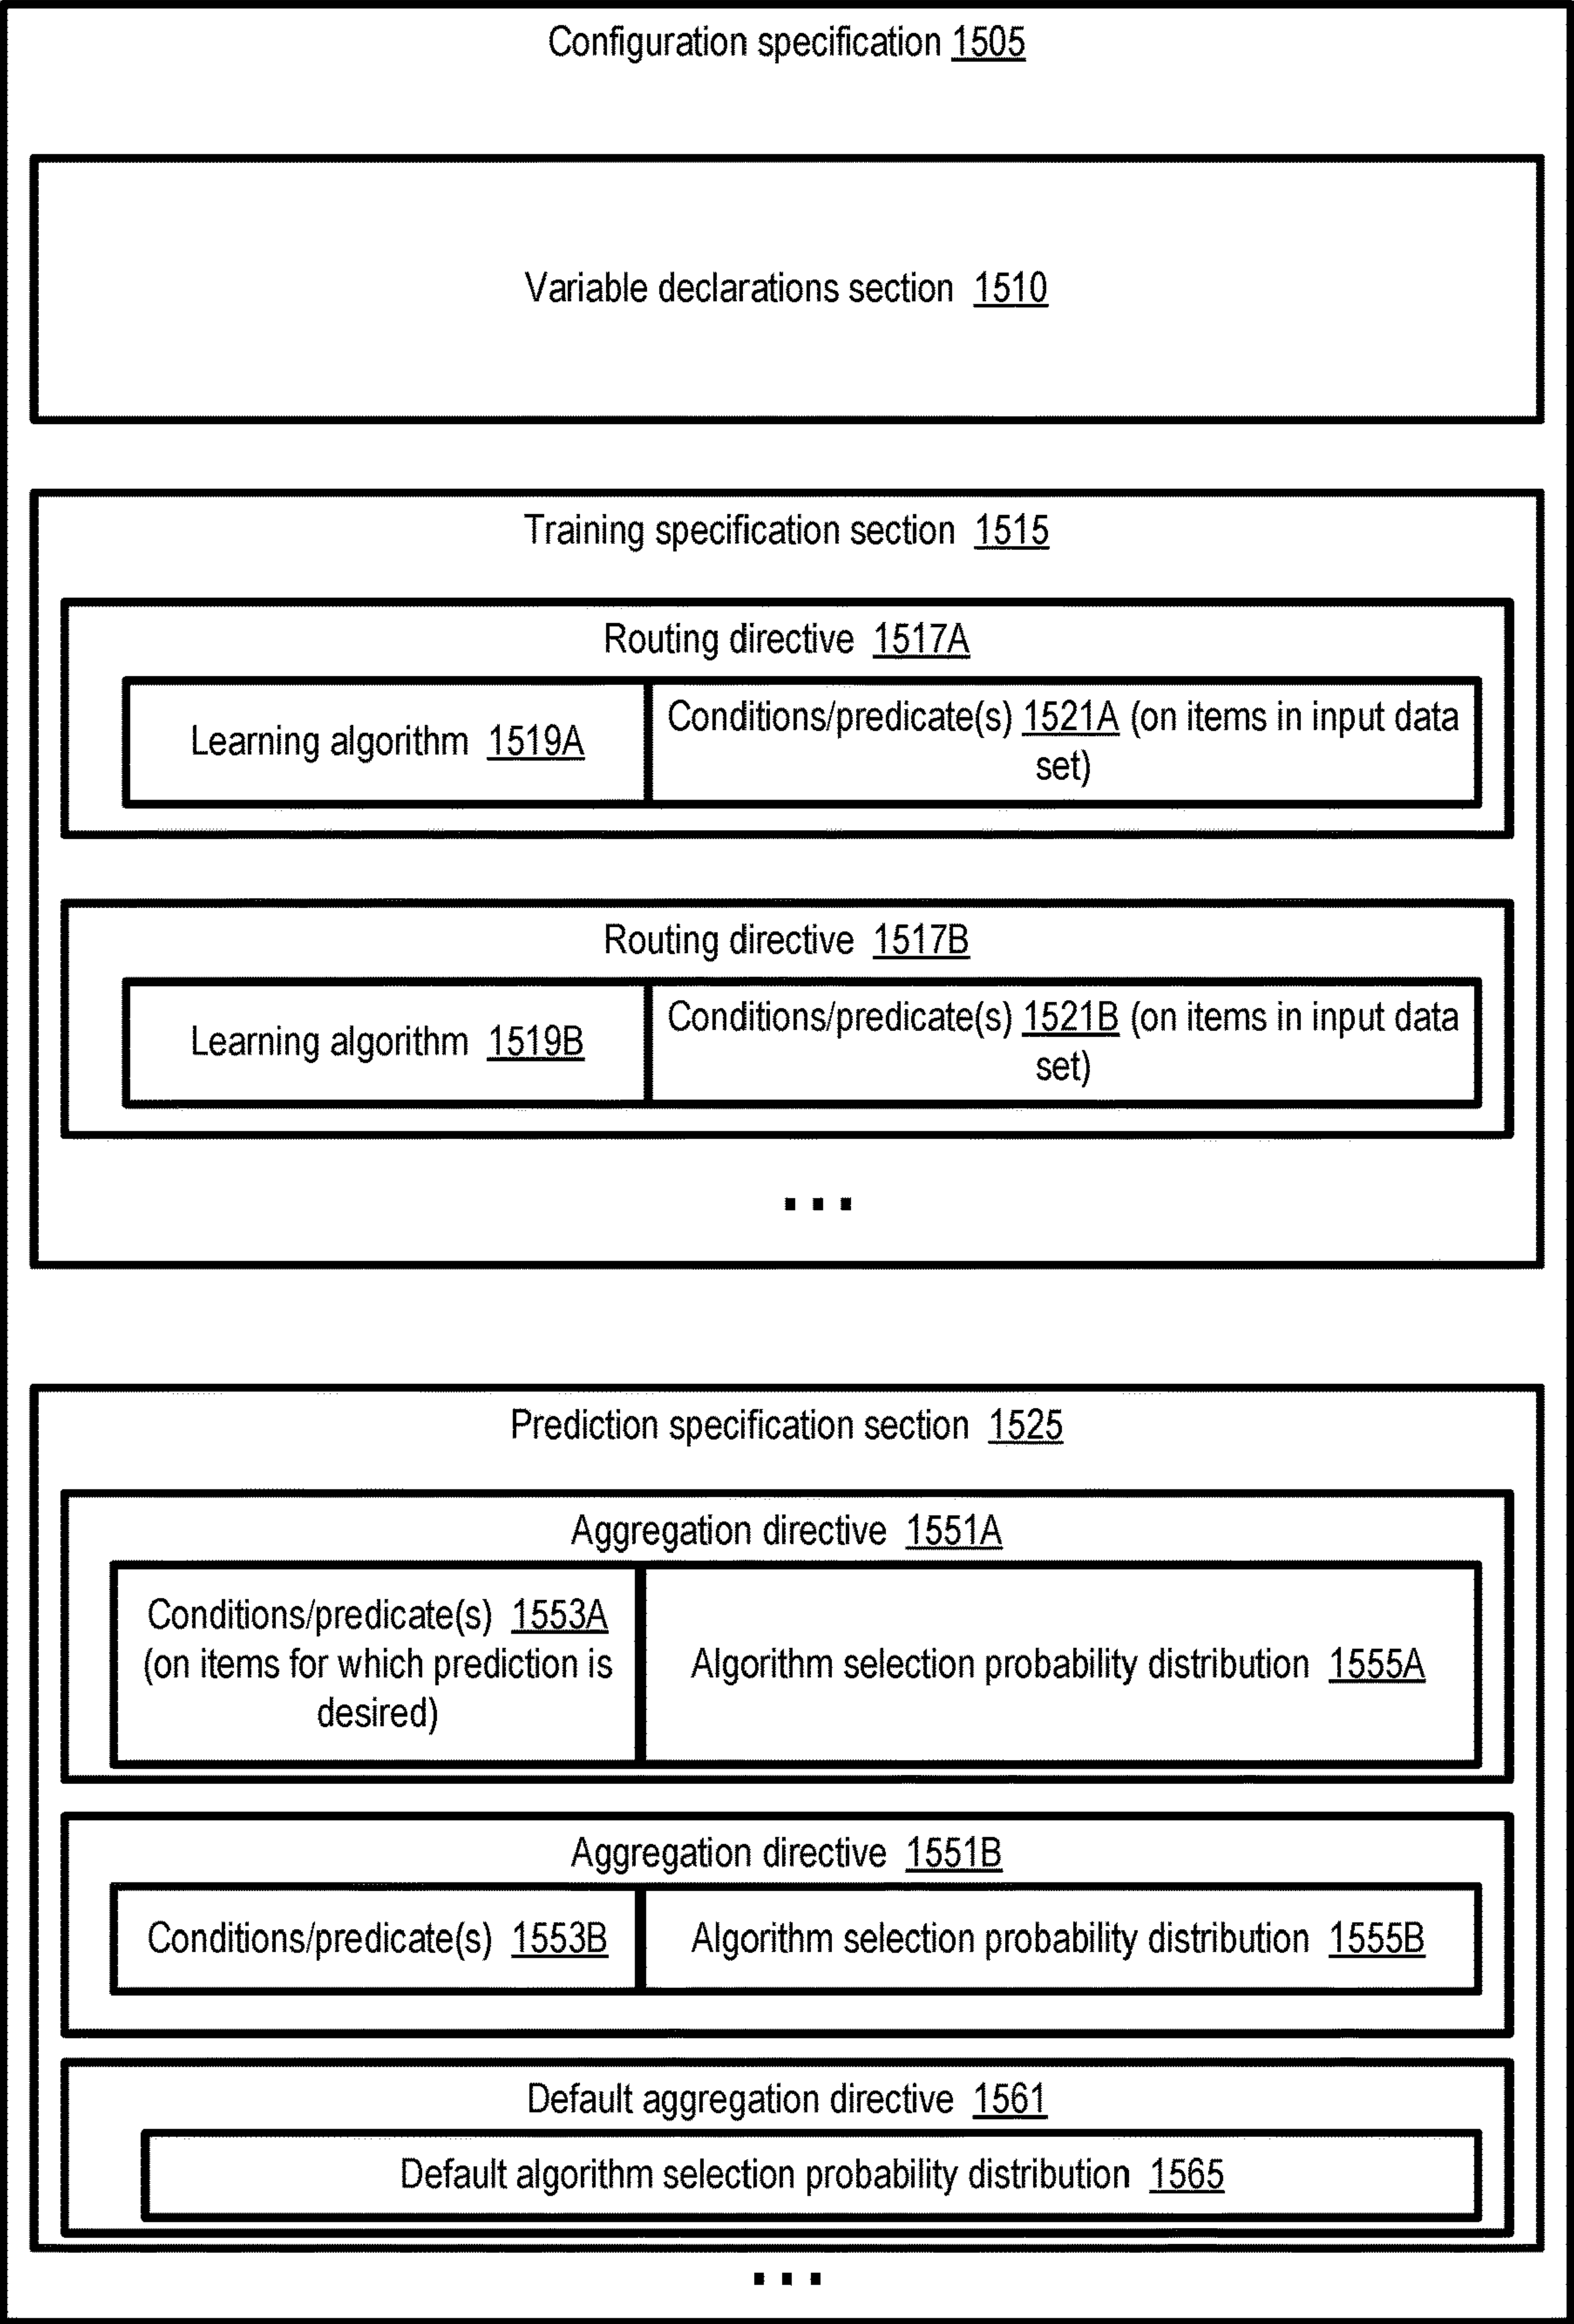 Configuration specification 1505
Variable declarations section 1510
Training specification section 1515
Routing directive 1517A
Learning algorithm 1519A
Conditions/predicate(s) 1521A (on items in input data
set)
Routing directive 1517B
Learning algorithm 1519B
Conditions/predicate(s) 1521B (on items in input data
set)
...
Prediction specification section 1525
Aggregation directive 1551A
Conditions/predicate(s) 1553A
(on items for which prediction is
desired)
Algorithm selection probability distribution 1555A
Aggregation directive 1551B
Conditions/predicate(s) 1553B
Algorithm selection probability distribution 1555B
Default aggregation directive 1561
Default algorithm selection probability distribution 1565
...